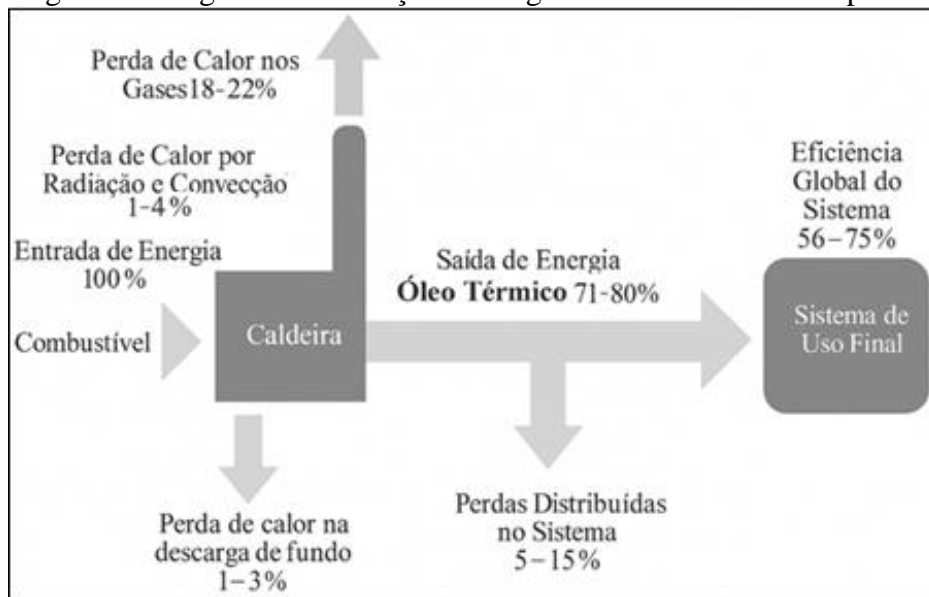 Perda de Calor nos
Gases18-22%
Perda de Calor por
Radiação e Convecção
1-4%
Entrada de Energia
100%
Combustível
Caldeira
Perda de calor na
descarga de fundo
1–3%
Saída de Energia
Óleo Térmico 71-80%
Perdas Distribuídas
no Sistema
5–15%
Eficiência
Global do
Sistema
56–75%
Sistema de
Uso Final